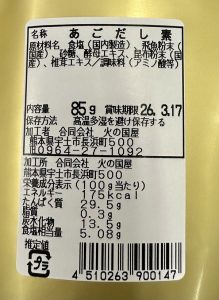 名称 あごだし素
原材料名 食塩（国内製造）、飛魚粉末（国
産）、砂糖、酵母エキス、昆布粉末（国
産）、椎茸エキス／調味料（アミノ酸等）
内容量 85g 賞味期限 26. 3.17
保存方法 高温多湿を避け保存する
加工者 合同会社 火の国屋
熊本県宇土市長浜町500
☎0964-27-1092
加工所 合同会社 火の国屋
熊本県宇土市長浜町500
栄養成分表示（100g当たり）
エネルギー 175kcal
たんぱく質 29.5g
脂質 0.3g
炭水化物 13.5g
食塩相当量 5.08g
推定値
プラ
4 510263 900147